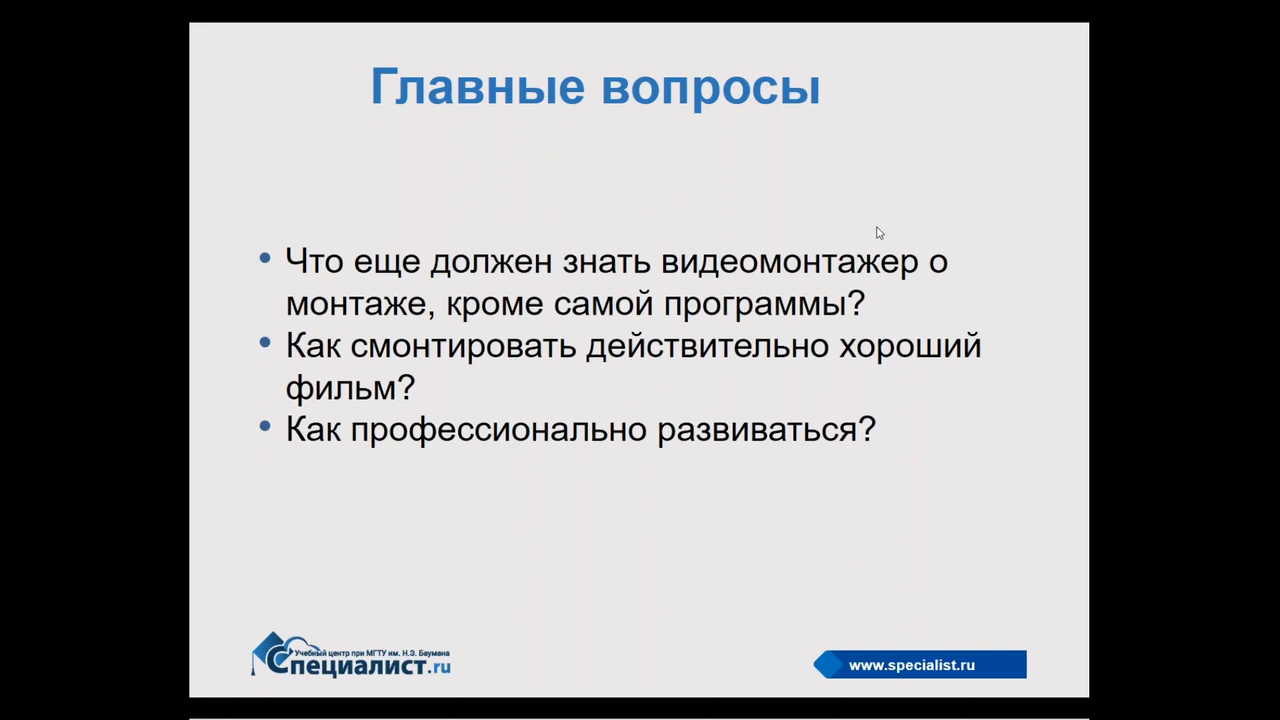 Главные вопросы
• Что еще должен знать видеомонтажер о
монтаже, кроме самой программы?
• Как смонтировать действительно хороший
фильм?
• Как профессионально развиваться?
Учебный центр при МГТУ им. Н.Э. Баумана
Специалист.ru
www.specialist.ru